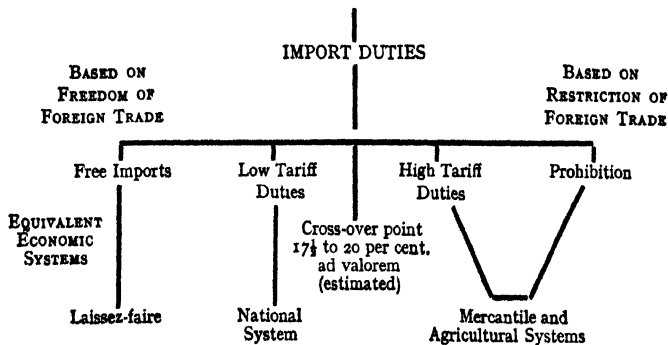 IMPORT DUTIES
BASED ON
FREEDOM OF
FOREIGN TRADE
BASED ON
RESTRICTION OF
FOREIGN TRADE
Free Imports
Low Tariff
Duties
High Tariff
Duties
Prohibition
EQUIVALENT
ECONOMIC
SYSTEMS
Cross-over point
17½ to 20 per cent.
ad valorem
(estimated)
Laissez-faire
National
System
Mercantile and
Agricultural Systems